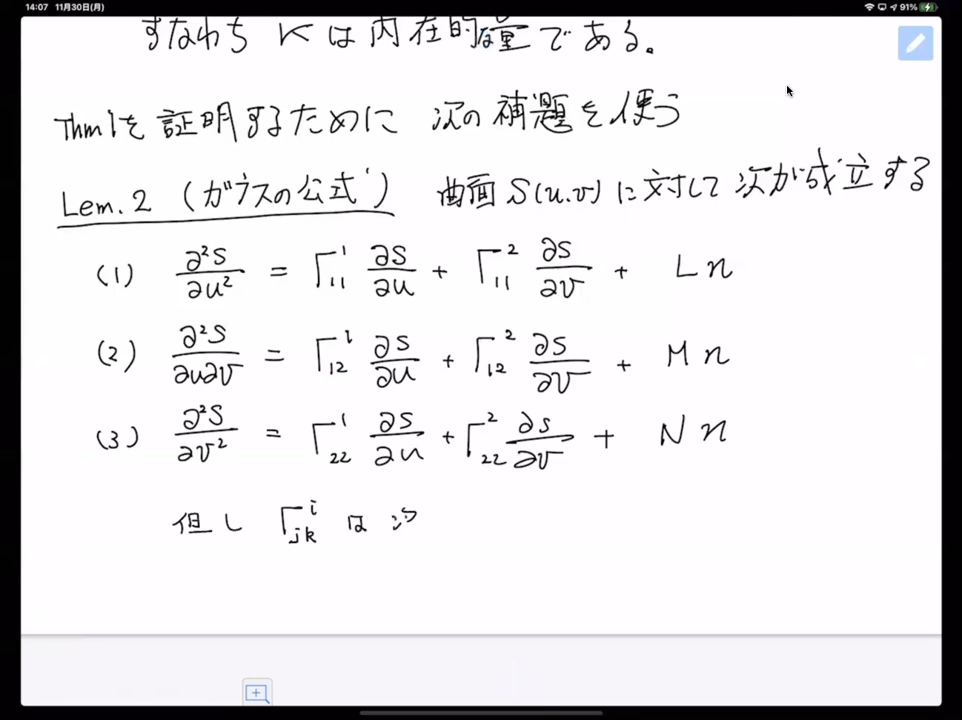 14:07 11月30日(月)
91%
すなわち Kは内在的な量である。
Thm 1を証明するために 次の補題を使う
Lem. 2 (ガウスの公式) 曲面 S(u,v) に対して次が成立する
(1) ∂²S/∂u² = Γ¹₁₁ ∂S/∂u + Γ²₁₁ ∂S/∂v + L n
(2) ∂²S/∂u∂v = Γ¹₁₂ ∂S/∂u + Γ²₁₂ ∂S/∂v + M n
(3) ∂²S/∂v² = Γ¹₂₂ ∂S/∂u + Γ²₂₂ ∂S/∂v + N n
但し Γⁱⱼₖ は